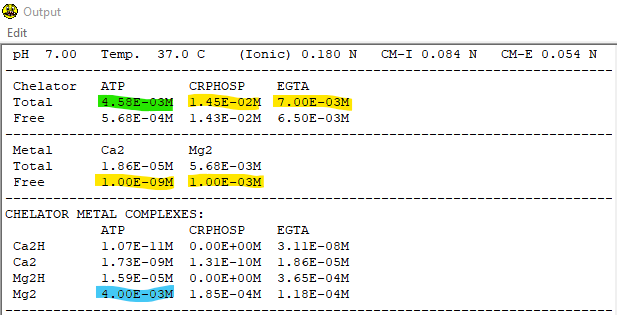 Output
Edit
pH 7.00 Temp. 37.0 C (Ionic) 0.180 N CM-I 0.084 N CM-E 0.054 N
Chelator ATP CRPHOSP EGTA
Total 4.58E-03M 1.45E-02M 7.00E-03M
Free 5.68E-04M 1.43E-02M 6.50E-03M
Metal Ca2 Mg2
Total 1.86E-05M 5.68E-03M
Free 1.00E-09M 1.00E-03M
CHELATOR METAL COMPLEXES:
ATP CRPHOSP EGTA
Ca2H 1.07E-11M 0.00E+00M 3.11E-08M
Ca2 1.73E-09M 1.31E-10M 1.86E-05M
Mg2H 1.59E-05M 0.00E+00M 3.65E-04M
Mg2 4.00E-03M 1.85E-04M 1.18E-04M